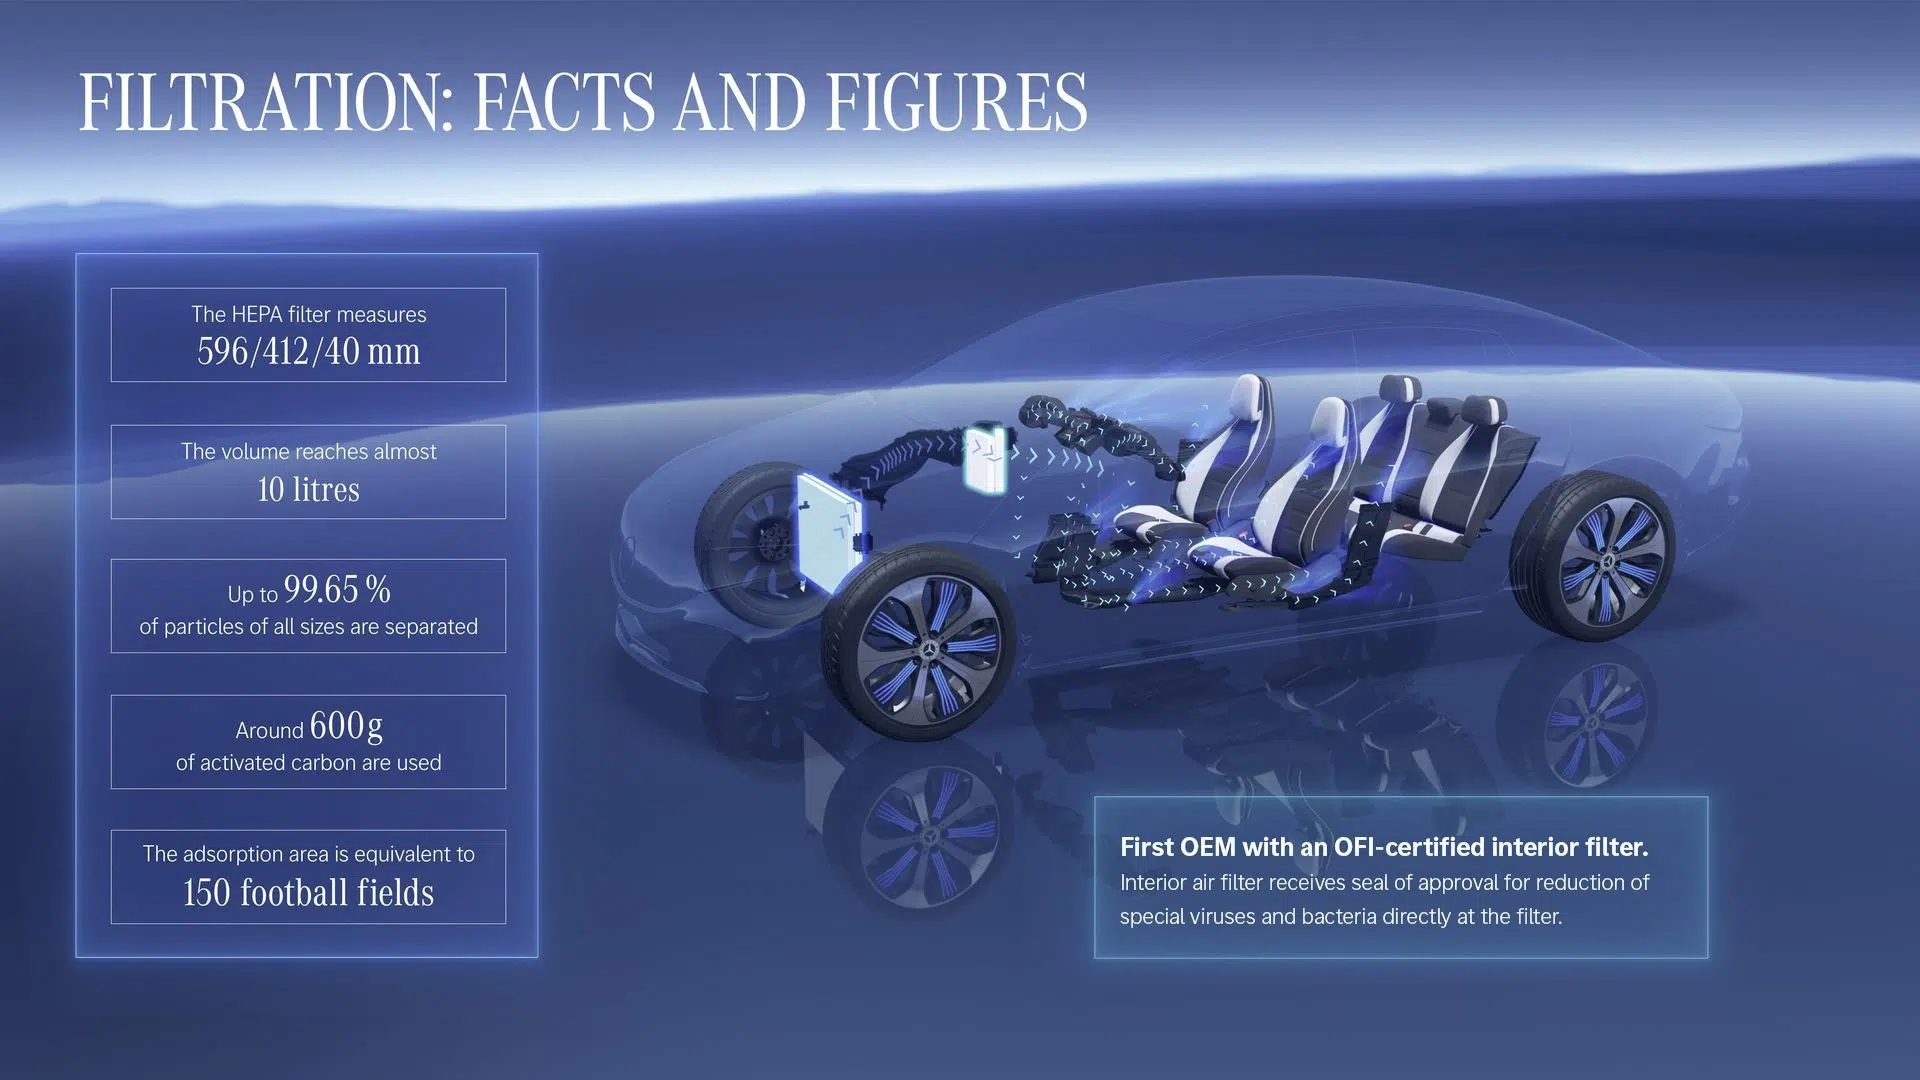 FILTRATION: FACTS AND FIGURES
The HEPA filter measures
596/412/40 mm
The volume reaches almost
10 litres
Up to 99.65 %
of particles of all sizes are separated
Around 600g
of activated carbon are used
The adsorption area is equivalent to
150 football fields
First OEM with an OFI-certified interior filter.
Interior air filter receives seal of approval for reduction of
special viruses and bacteria directly at the filter.